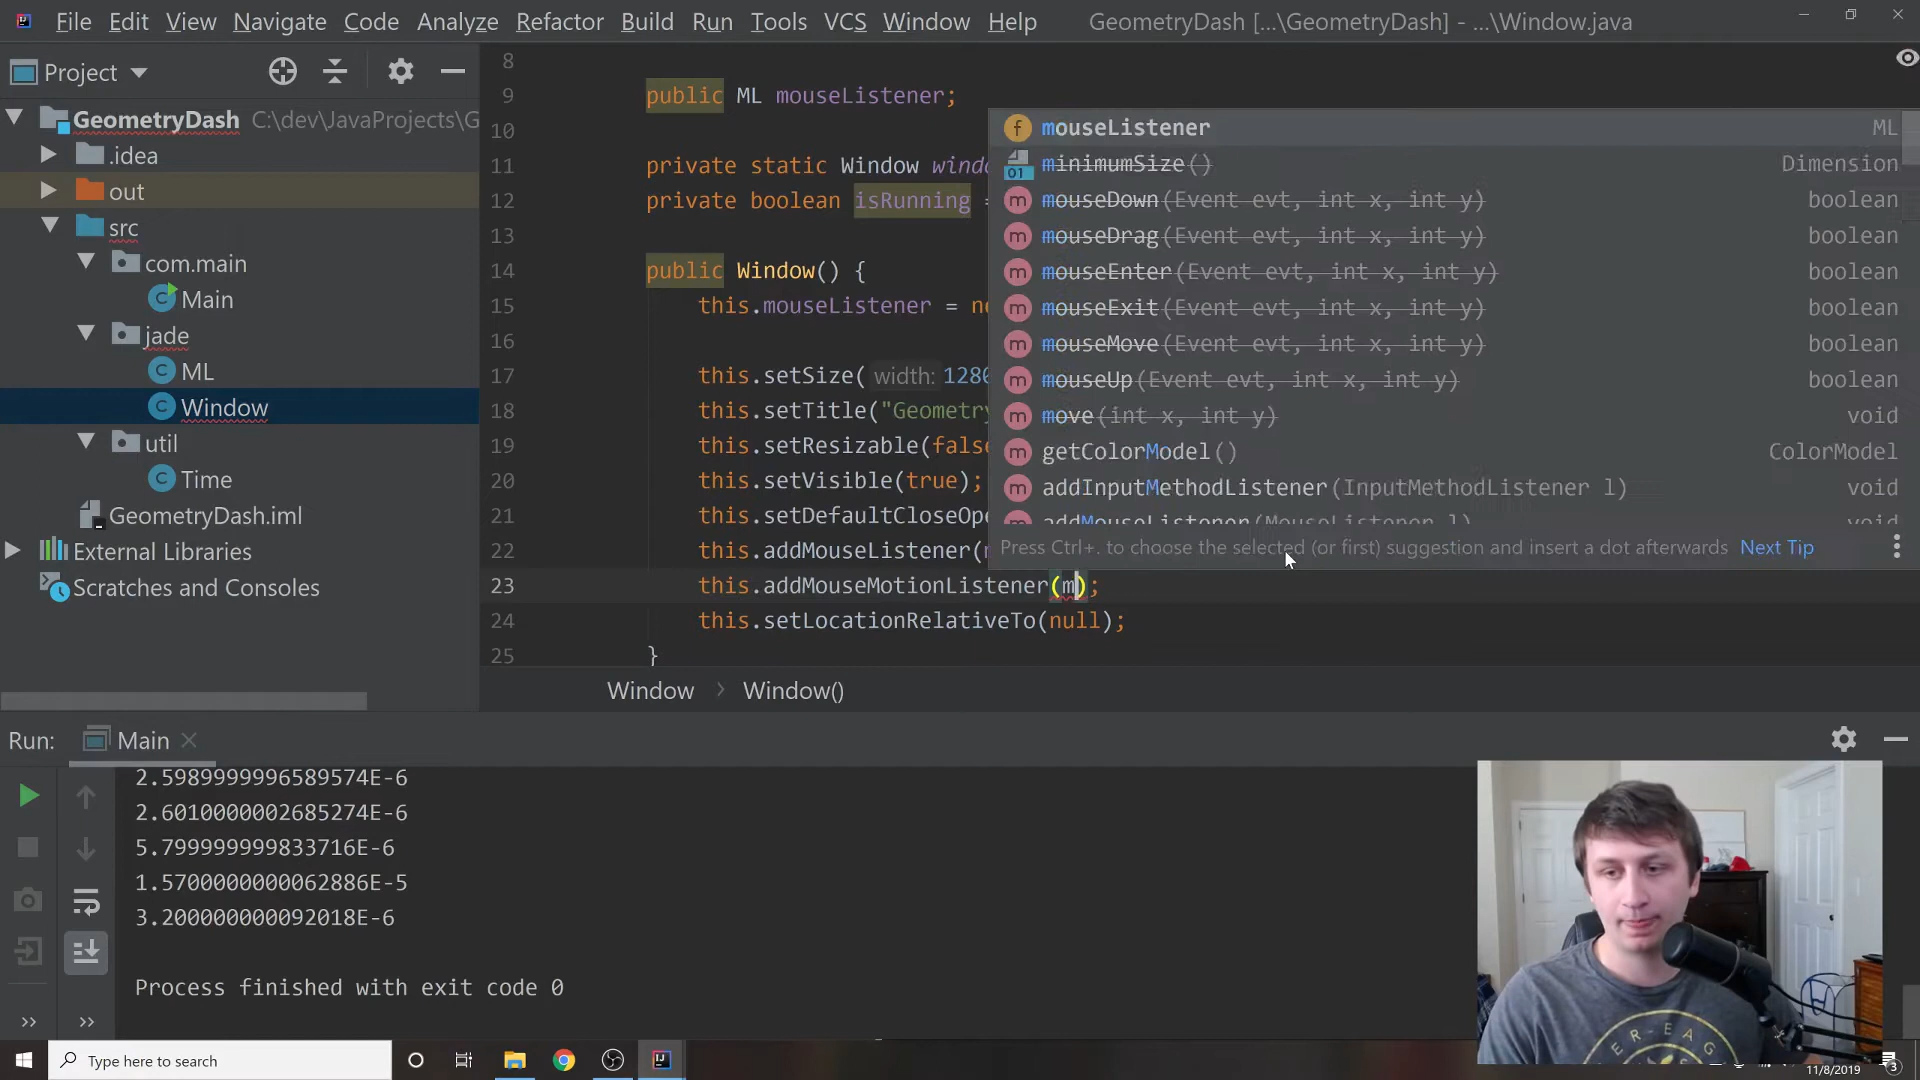 File Edit View Navigate Code Analyze Refactor Build Run Tools VCS Window Help GeometryDash [...\GeometryDash] - ...\Window.java
Project
GeometryDash C:\dev\JavaProjects\G
.idea
out
src
com.main
Main
jade
ML
Window
util
Time
GeometryDash.iml
External Libraries
Scratches and Consoles
8
9 public ML mouseListener;
10
11 private static Window
12 private boolean isRunning =
13
14 public Window() {
15 this.mouseListener =
16
17 this.setSize( width: 1280
18 this.setTitle("Geometry
19 this.setResizable(false
20 this.setVisible(true);
21 this.setDefaultCloseOpe
22 this.addMouseListener(
23 this.addMouseMotionListener(m);
24 this.setLocationRelativeTo(null);
25 }
f mouseListener ML
01 minimumSize() Dimension
m mouseDown(Event evt, int x, int y) boolean
m mouseDrag(Event evt, int x, int y) boolean
m mouseEnter(Event evt, int x, int y) boolean
m mouseExit(Event evt, int x, int y) boolean
m mouseMove(Event evt, int x, int y) boolean
m mouseUp(Event evt, int x, int y) boolean
m move(int x, int y) void
m getColorModel() ColorModel
m addInputMethodListener(InputMethodListener l) void
m addMouseListener(MouseListener l) void
Press Ctrl+. to choose the selected (or first) suggestion and insert a dot afterwards Next Tip
Window > Window()
Run: Main
2.5989999996589574E-6
2.6010000002685274E-6
5.799999999833716E-6
1.5700000000062886E-5
3.200000000092018E-6
Process finished with exit code 0
Type here to search
11/8/2019
3